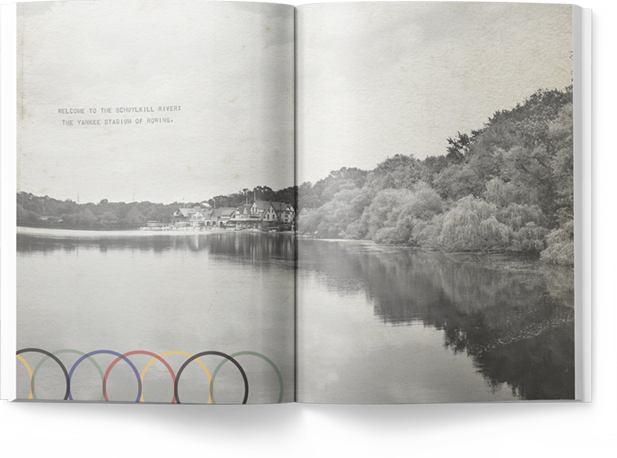 WELCOME TO THE SCHUYLKILL RIVER:
THE YANKEE STADIUM OF ROWING.